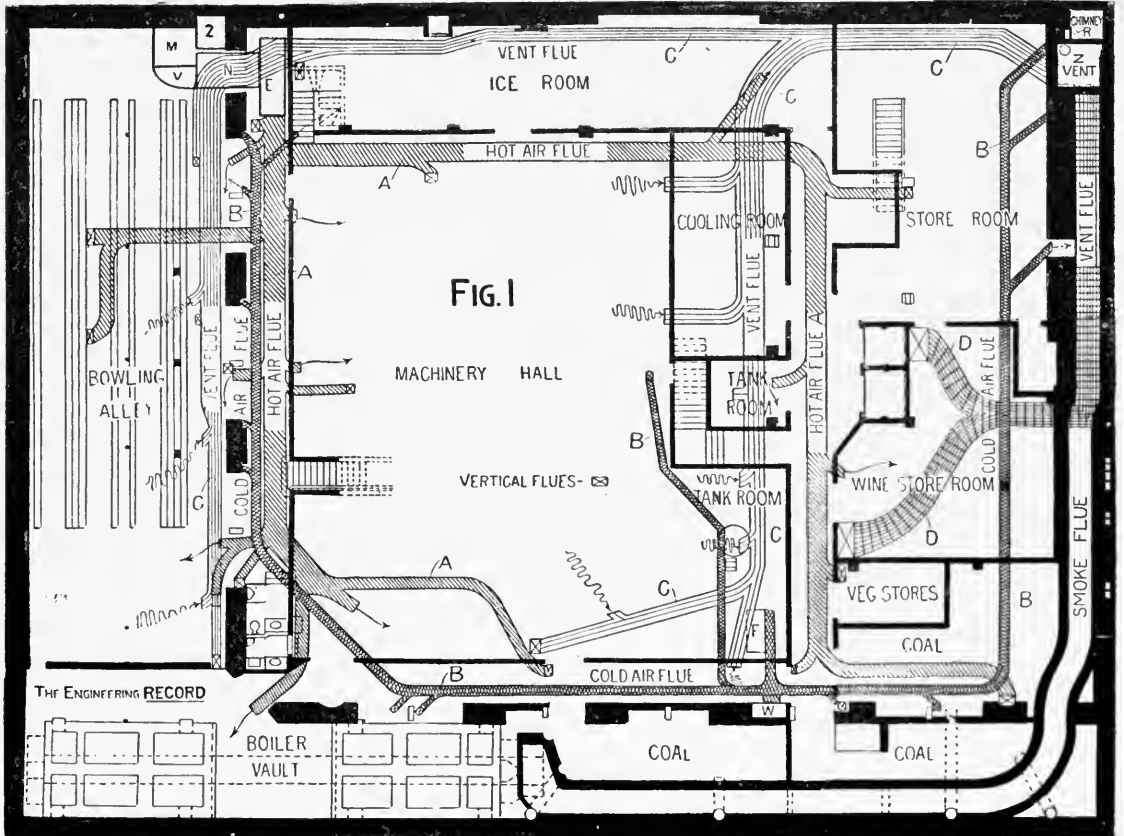 CHIMNEY
R
2
M
N
E
V
VENT FLUE
C
C
N
VENT
ICE ROOM
C
HOT AIR FLUE
A
B
B
COOLING ROOM
STORE ROOM
VENT FLUE
A
FIG. 1
VENT FLUE
VENT FLUE
COLD AIR FLUE
HOT AIR FLUE
HOT AIR FLUE A
D
COLD AIR FLUE
BOWLING
ALLEY
MACHINERY HALL
TANK
ROOM
B
C
VERTICAL FLUES-
TANK ROOM
WINE STORE ROOM
D
C
A
C
F
VEG STORES
B
SMOKE FLUE
COAL
B
COLD AIR FLUE
THE ENGINEERING RECORD
W
BOILER
VAULT
COAL
COAL